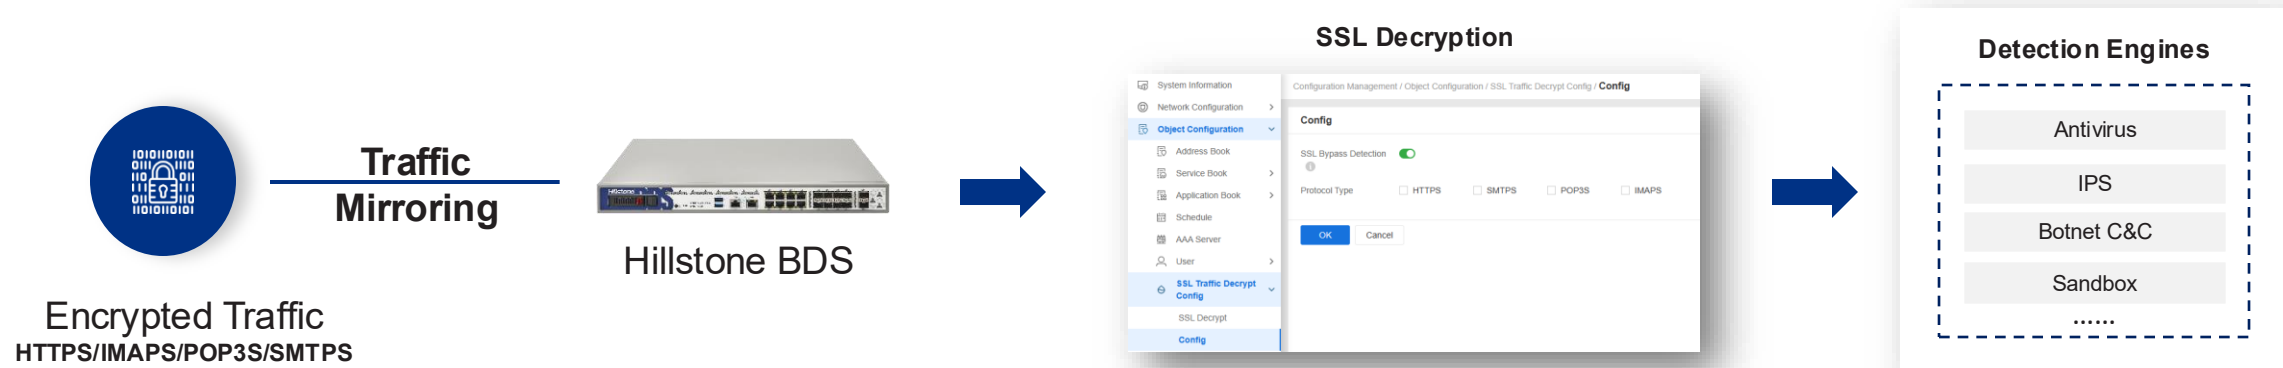 1010110101
Encrypted Traffic
HTTPS/IMAPS/POP3S/SMTPS
Traffic
Mirroring
Hillstone
Hillstone BDS
SSL Decryption
System Information
Network Configuration
Object Configuration
Address Book
Service Book
Application Book
Schedule
AAA Server
User
SSL Traffic Decrypt
Config
SSL Decrypt
Config
Configuration Management / Object Configuration / SSL Traffic Decrypt Config / Config
Config
SSL Bypass Detection
Protocol Type
HTTPS
SMTPS
POP3S
IMAPS
OK
Cancel
Detection Engines
Antivirus
IPS
Botnet C&C
Sandbox
......